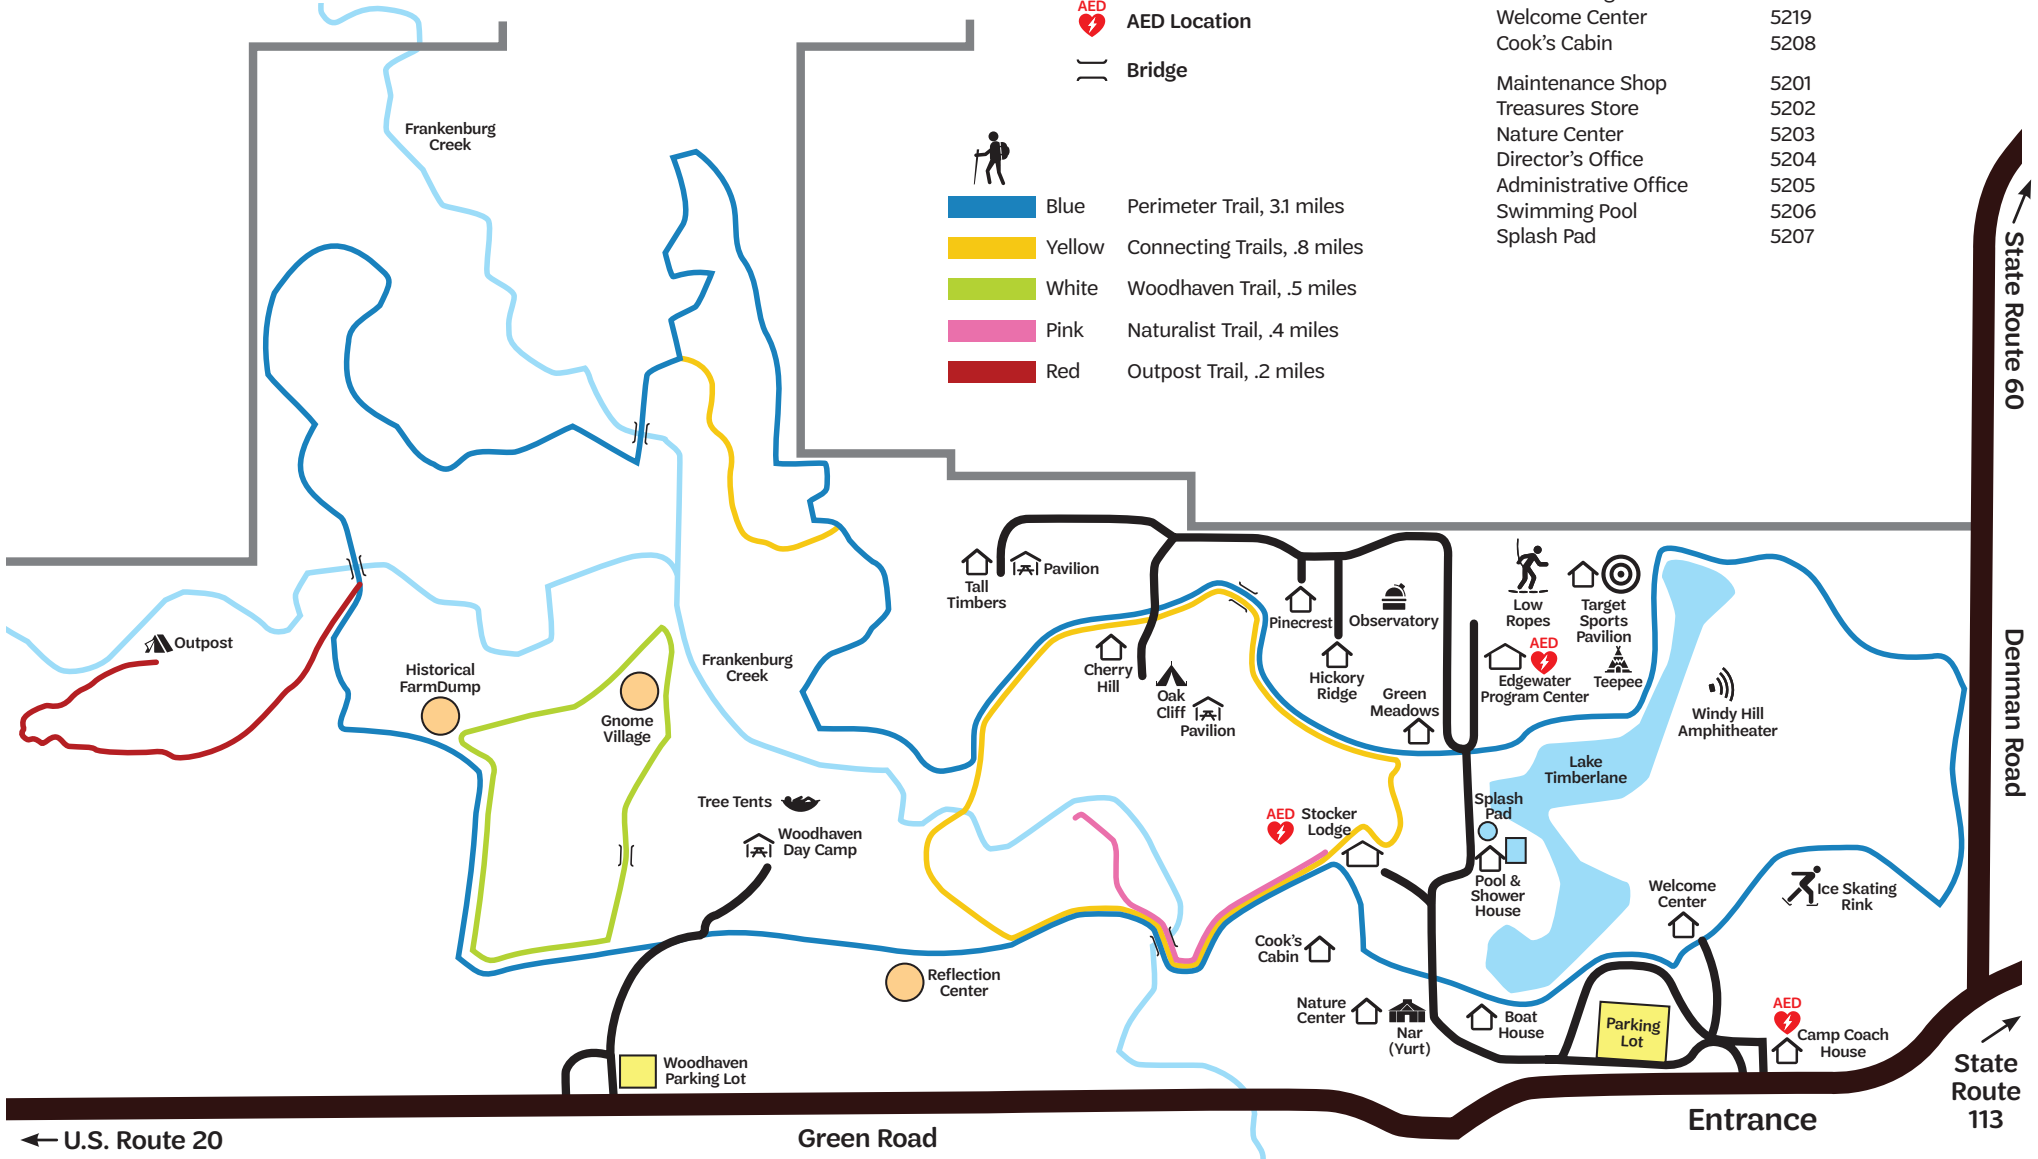 AED
AED Location
Bridge
Welcome Center 5219
Cook's Cabin 5208
Maintenance Shop 5201
Treasures Store 5202
Nature Center 5203
Director's Office 5204
Administrative Office 5205
Swimming Pool 5206
Splash Pad 5207
Blue Perimeter Trail, 3.1 miles
Yellow Connecting Trails, .8 miles
White Woodhaven Trail, .5 miles
Pink Naturalist Trail, .4 miles
Red Outpost Trail, .2 miles
Frankenburg
Creek
State Route 60
Denman Road
Outpost
Historical
FarmDump
Gnome
Village
Frankenburg
Creek
Tall
Timbers
Pavilion
Cherry
Hill
Oak
Cliff
Pavilion
Pinecrest
Observatory
Hickory
Ridge
Green
Meadows
Low
Ropes
Target
Sports
Pavilion
AED
Edgewater
Program Center
Teepee
Windy Hill
Amphitheater
Lake
Timberlane
Splash
Pad
Tree Tents
Woodhaven
Day Camp
AED
Stocker
Lodge
Pool &
Shower
House
Welcome
Center
Ice Skating
Rink
Cook's
Cabin
Reflection
Center
Nature
Center
Nar
(Yurt)
Boat
House
Parking
Lot
AED
Camp Coach
House
Woodhaven
Parking Lot
State
Route
113
Entrance
U.S. Route 20
Green Road